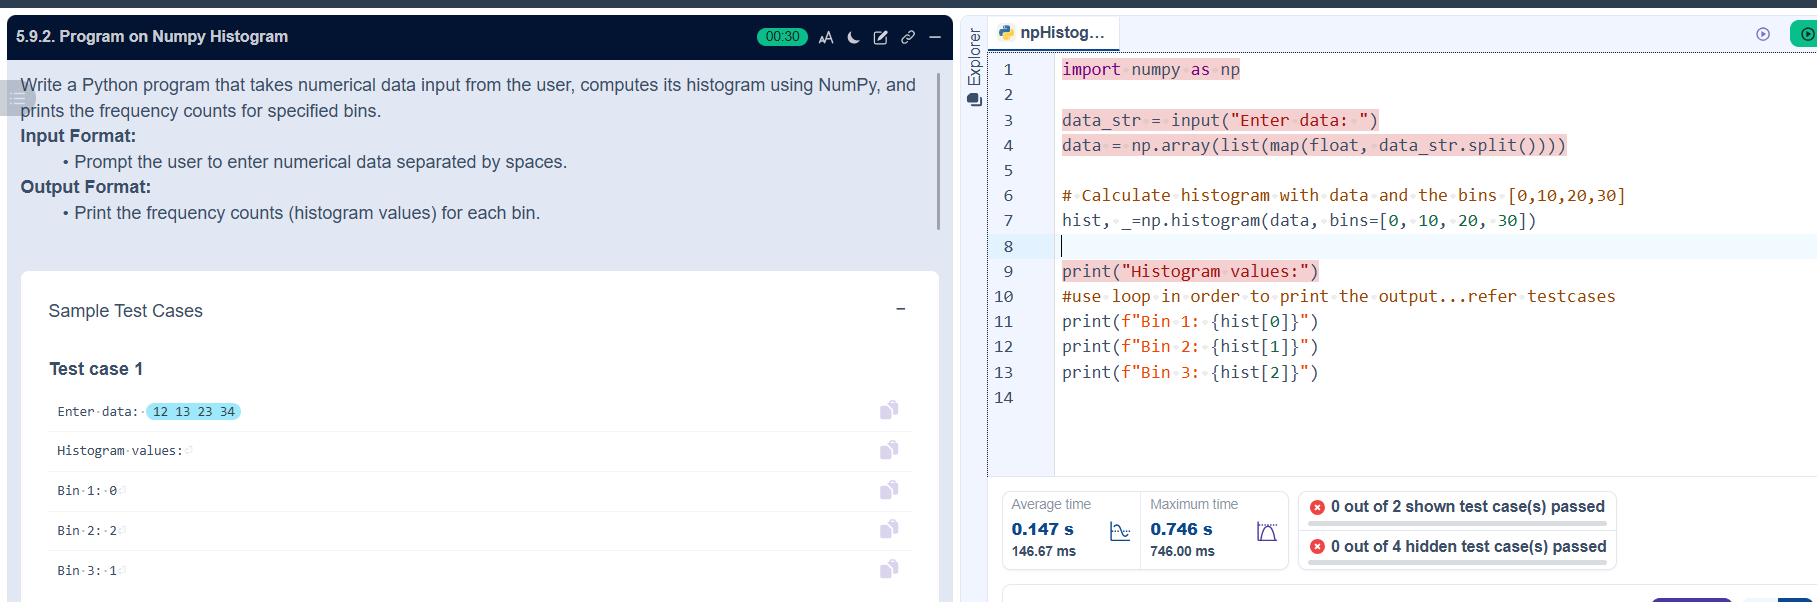 5.9.2. Program on Numpy Histogram
00:30
Write a Python program that takes numerical data input from the user, computes its histogram using NumPy, and
prints the frequency counts for specified bins.
Input Format:
• Prompt the user to enter numerical data separated by spaces.
Output Format:
• Print the frequency counts (histogram values) for each bin.
Sample Test Cases
Test case 1
Enter data: 12 13 23 34
Histogram values:
Bin 1: 0
Bin 2: 2
Bin 3: 1
Explorer
npHistog...
1 import numpy as np
2
3 data_str = input("Enter data: ")
4 data = np.array(list(map(float, data_str.split())))
5
6 # Calculate histogram with data and the bins [0,10,20,30]
7 hist, _=np.histogram(data, bins=[0, 10, 20, 30])
8
9 print("Histogram values:")
10 #use loop in order to print the output...refer testcases
11 print(f"Bin 1: {hist[0]}")
12 print(f"Bin 2: {hist[1]}")
13 print(f"Bin 3: {hist[2]}")
14
Average time
0.147 s
146.67 ms
Maximum time
0.746 s
746.00 ms
0 out of 2 shown test case(s) passed
0 out of 4 hidden test case(s) passed